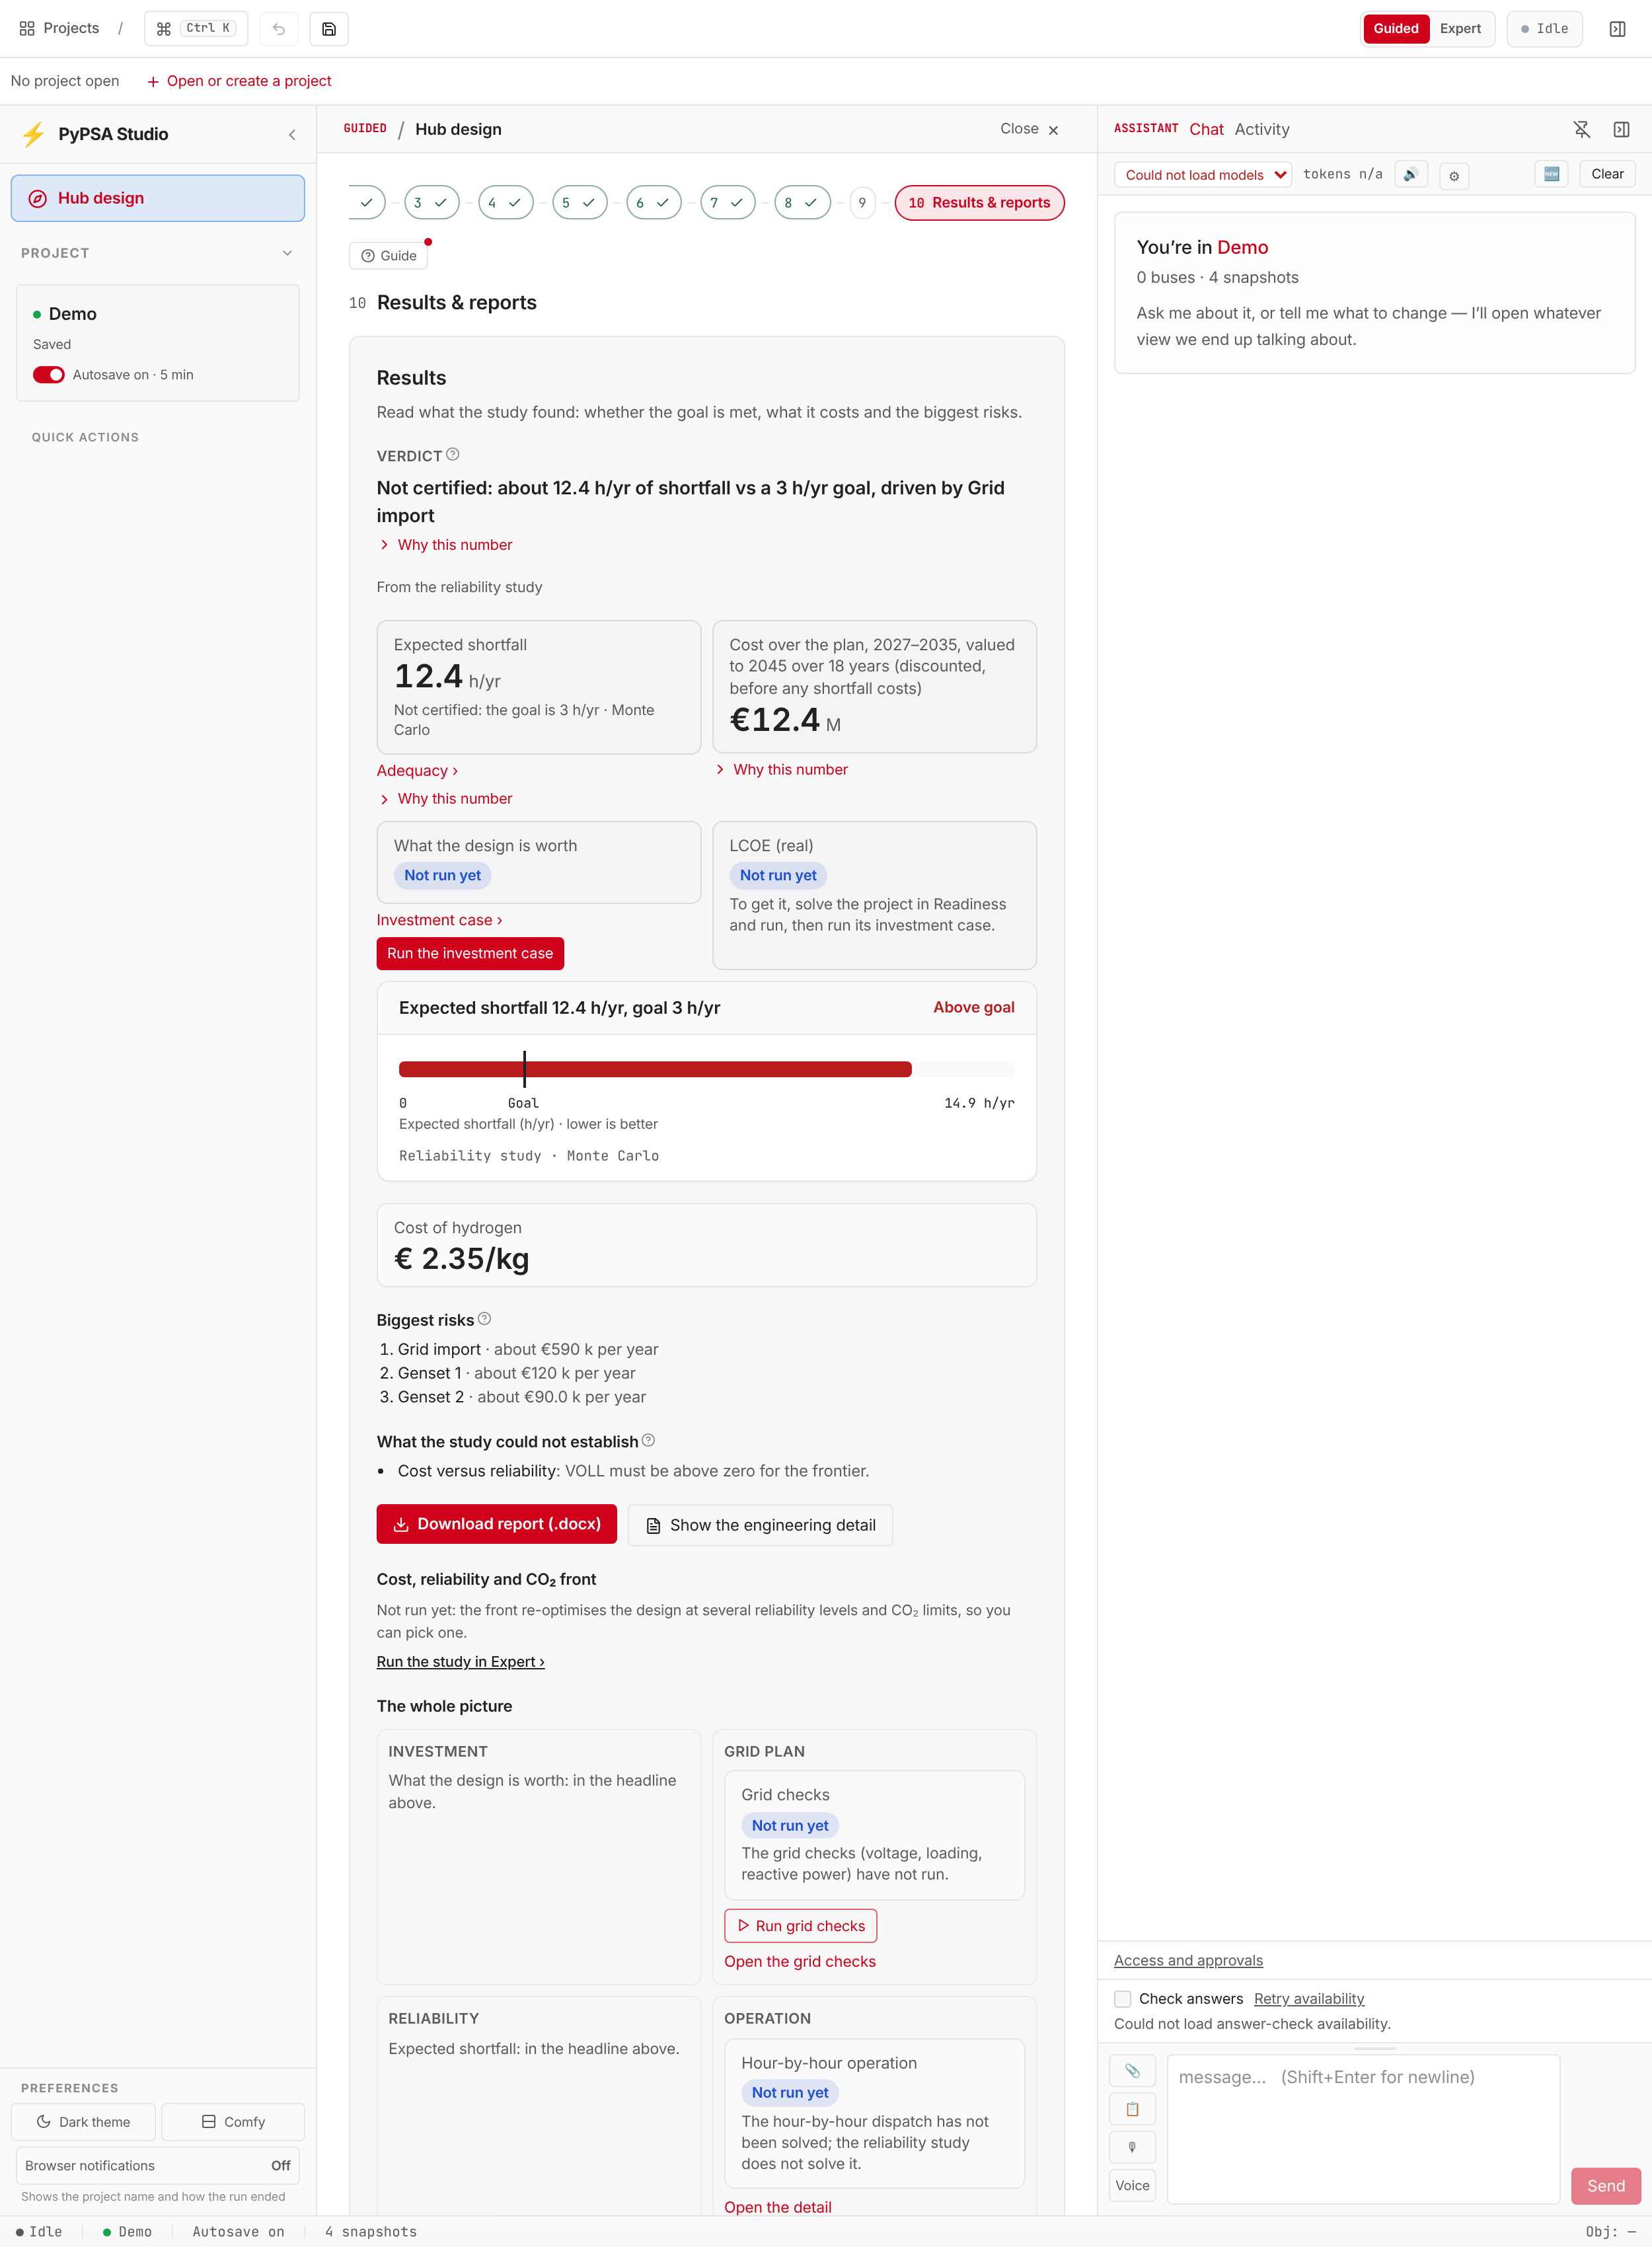 Projects / Ctrl K Guided Expert Idle
No project open + Open or create a project
PyPSA Studio
Hub design
PROJECT
Demo
Saved
Autosave on · 5 min
QUICK ACTIONS
PREFERENCES
Dark theme Comfy
Browser notifications Off
Shows the project name and how the run ended
GUIDED / Hub design Close ×
3 4 5 6 7 8 9 10 Results & reports
Guide
10 Results & reports
Results
Read what the study found: whether the goal is met, what it costs and the biggest risks.
VERDICT
Not certified: about 12.4 h/yr of shortfall vs a 3 h/yr goal, driven by Grid
import
Why this number
From the reliability study
Expected shortfall
12.4 h/yr
Not certified: the goal is 3 h/yr · Monte
Carlo
Adequacy ›
Why this number
Cost over the plan, 2027–2035, valued
to 2045 over 18 years (discounted,
before any shortfall costs)
€12.4 M
Why this number
What the design is worth
Not run yet
Investment case ›
Run the investment case
LCOE (real)
Not run yet
To get it, solve the project in Readiness
and run, then run its investment case.
Expected shortfall 12.4 h/yr, goal 3 h/yr Above goal
0 Goal 14.9 h/yr
Expected shortfall (h/yr) · lower is better
Reliability study · Monte Carlo
Cost of hydrogen
€ 2.35/kg
Biggest risks
1. Grid import · about €590 k per year
2. Genset 1 · about €120 k per year
3. Genset 2 · about €90.0 k per year
What the study could not establish
• Cost versus reliability: VOLL must be above zero for the frontier.
Download report (.docx) Show the engineering detail
Cost, reliability and CO₂ front
Not run yet: the front re-optimises the design at several reliability levels and CO₂ limits, so you
can pick one.
Run the study in Expert ›
The whole picture
INVESTMENT
What the design is worth: in the headline
above.
GRID PLAN
Grid checks
Not run yet
The grid checks (voltage, loading,
reactive power) have not run.
Run grid checks
Open the grid checks
RELIABILITY
Expected shortfall: in the headline above.
OPERATION
Hour-by-hour operation
Not run yet
The hour-by-hour dispatch has not
been solved; the reliability study
does not solve it.
Open the detail
ASSISTANT Chat Activity
Could not load models tokens n/a NEW Clear
You’re in Demo
0 buses · 4 snapshots
Ask me about it, or tell me what to change — I’ll open whatever
view we end up talking about.
Access and approvals
Check answers Retry availability
Could not load answer-check availability.
message... (Shift+Enter for newline)
Voice
Send
Idle Demo Autosave on 4 snapshots Obj: —